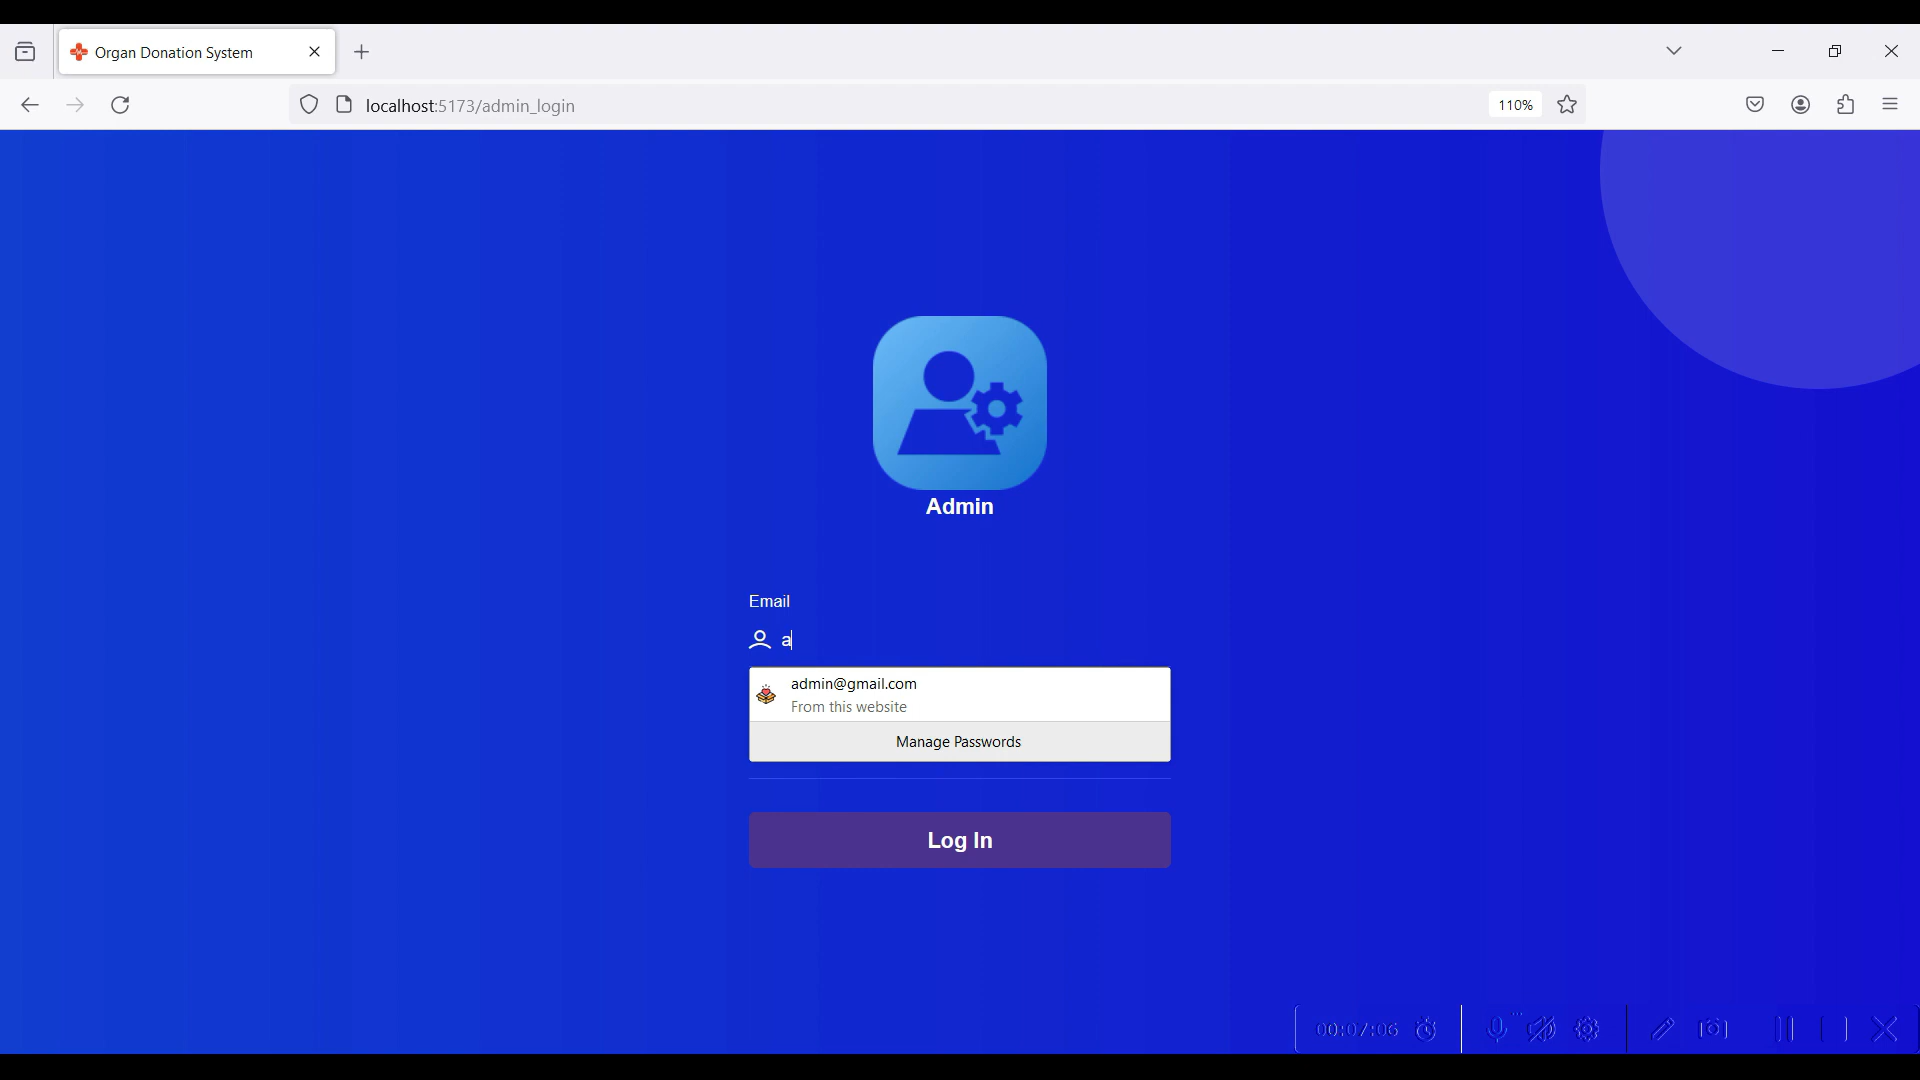 Organ Donation System
localhost:5173/admin_login
110%
Admin
Email
a
admin@gmail.com
From this website
Manage Passwords
Log In
00:07:06